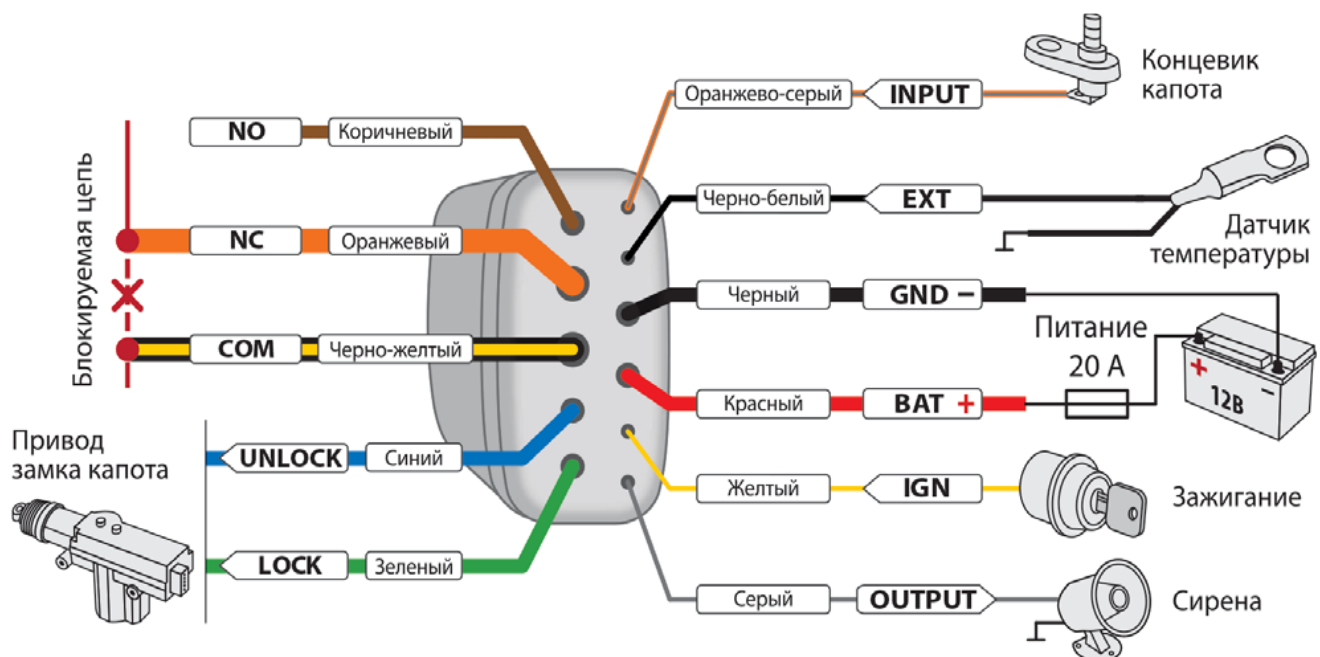 NO
Коричневый
NC
Оранжевый
Блокируемая цепь
COM
Черно-желтый
Привод
замка капота
UNLOCK
Синий
LOCK
Зеленый
Оранжево-серый
INPUT
Концевик
капота
Черно-белый
EXT
Датчик
температуры
Черный
GND –
Питание
20 А
Красный
BAT +
+
–
12В
Желтый
IGN
Зажигание
Серый
OUTPUT
Сирена